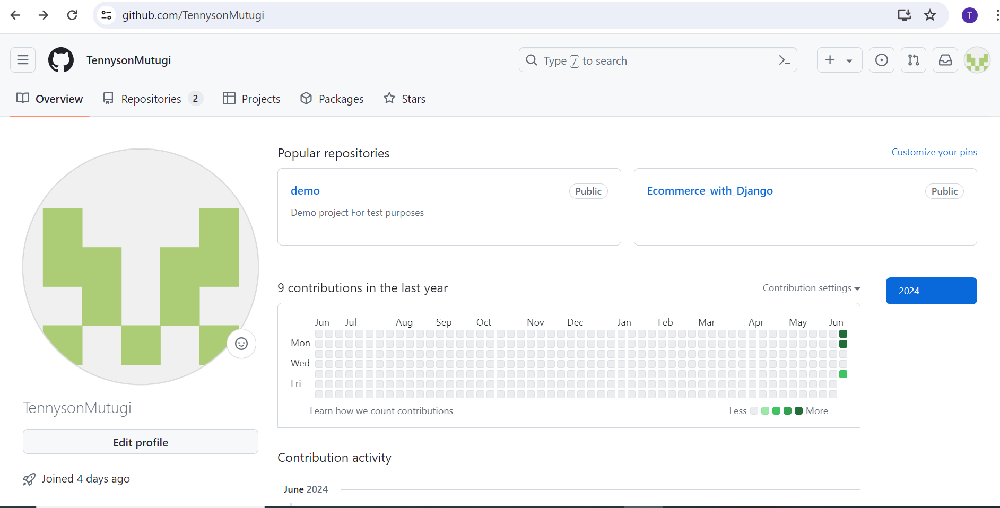 github.com/TennysonMutugi
T
TennysonMutugi
Type / to search
Overview
Repositories 2
Projects
Packages
Stars
Popular repositories
Customize your pins
demo
Public
Demo project For test purposes
Ecommerce_with_Django
Public
9 contributions in the last year
Contribution settings
2024
Jun Jul Aug Sep Oct Nov Dec Jan Feb Mar Apr May Jun
Mon
Wed
Fri
Learn how we count contributions
Less More
TennysonMutugi
Edit profile
Joined 4 days ago
Contribution activity
June 2024